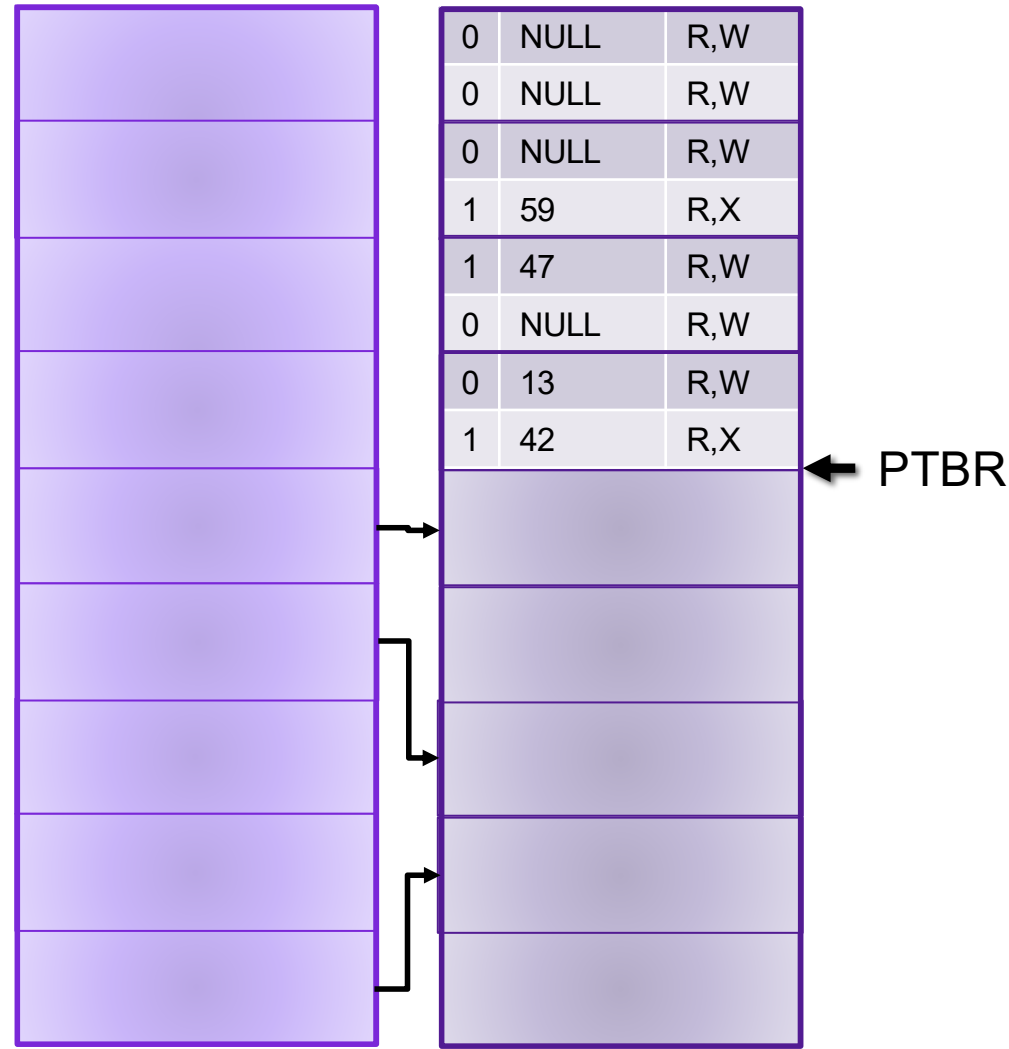 0 NULL R,W
0 NULL R,W
0 NULL R,W
1 59 R,X
1 47 R,W
0 NULL R,W
0 13 R,W
1 42 R,X
PTBR